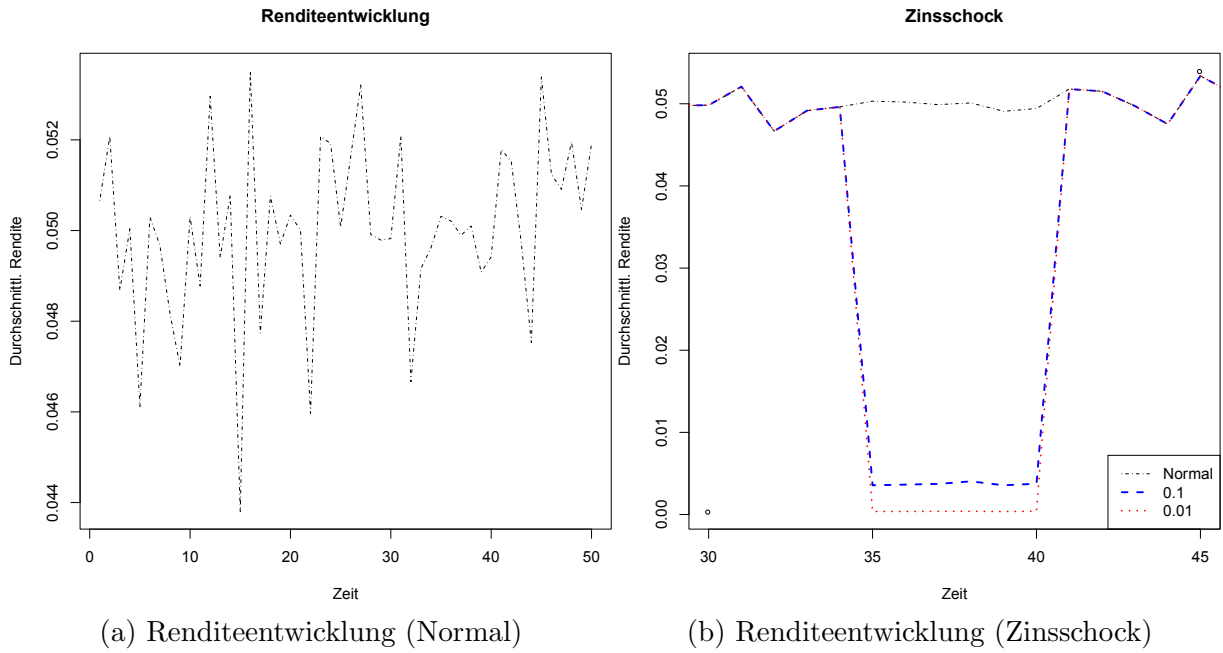 Renditeentwicklung
Durchschnittl. Rendite
0.052
0.050
0.048
0.046
0.044
0
10
20
30
40
50
Zeit
(a) Renditeentwicklung (Normal)
Zinsschock
Durchschnittl. Rendite
0.05
0.04
0.03
0.02
0.01
0.00
Normal
0.1
0.01
30
35
40
45
Zeit
(b) Renditeentwicklung (Zinsschock)